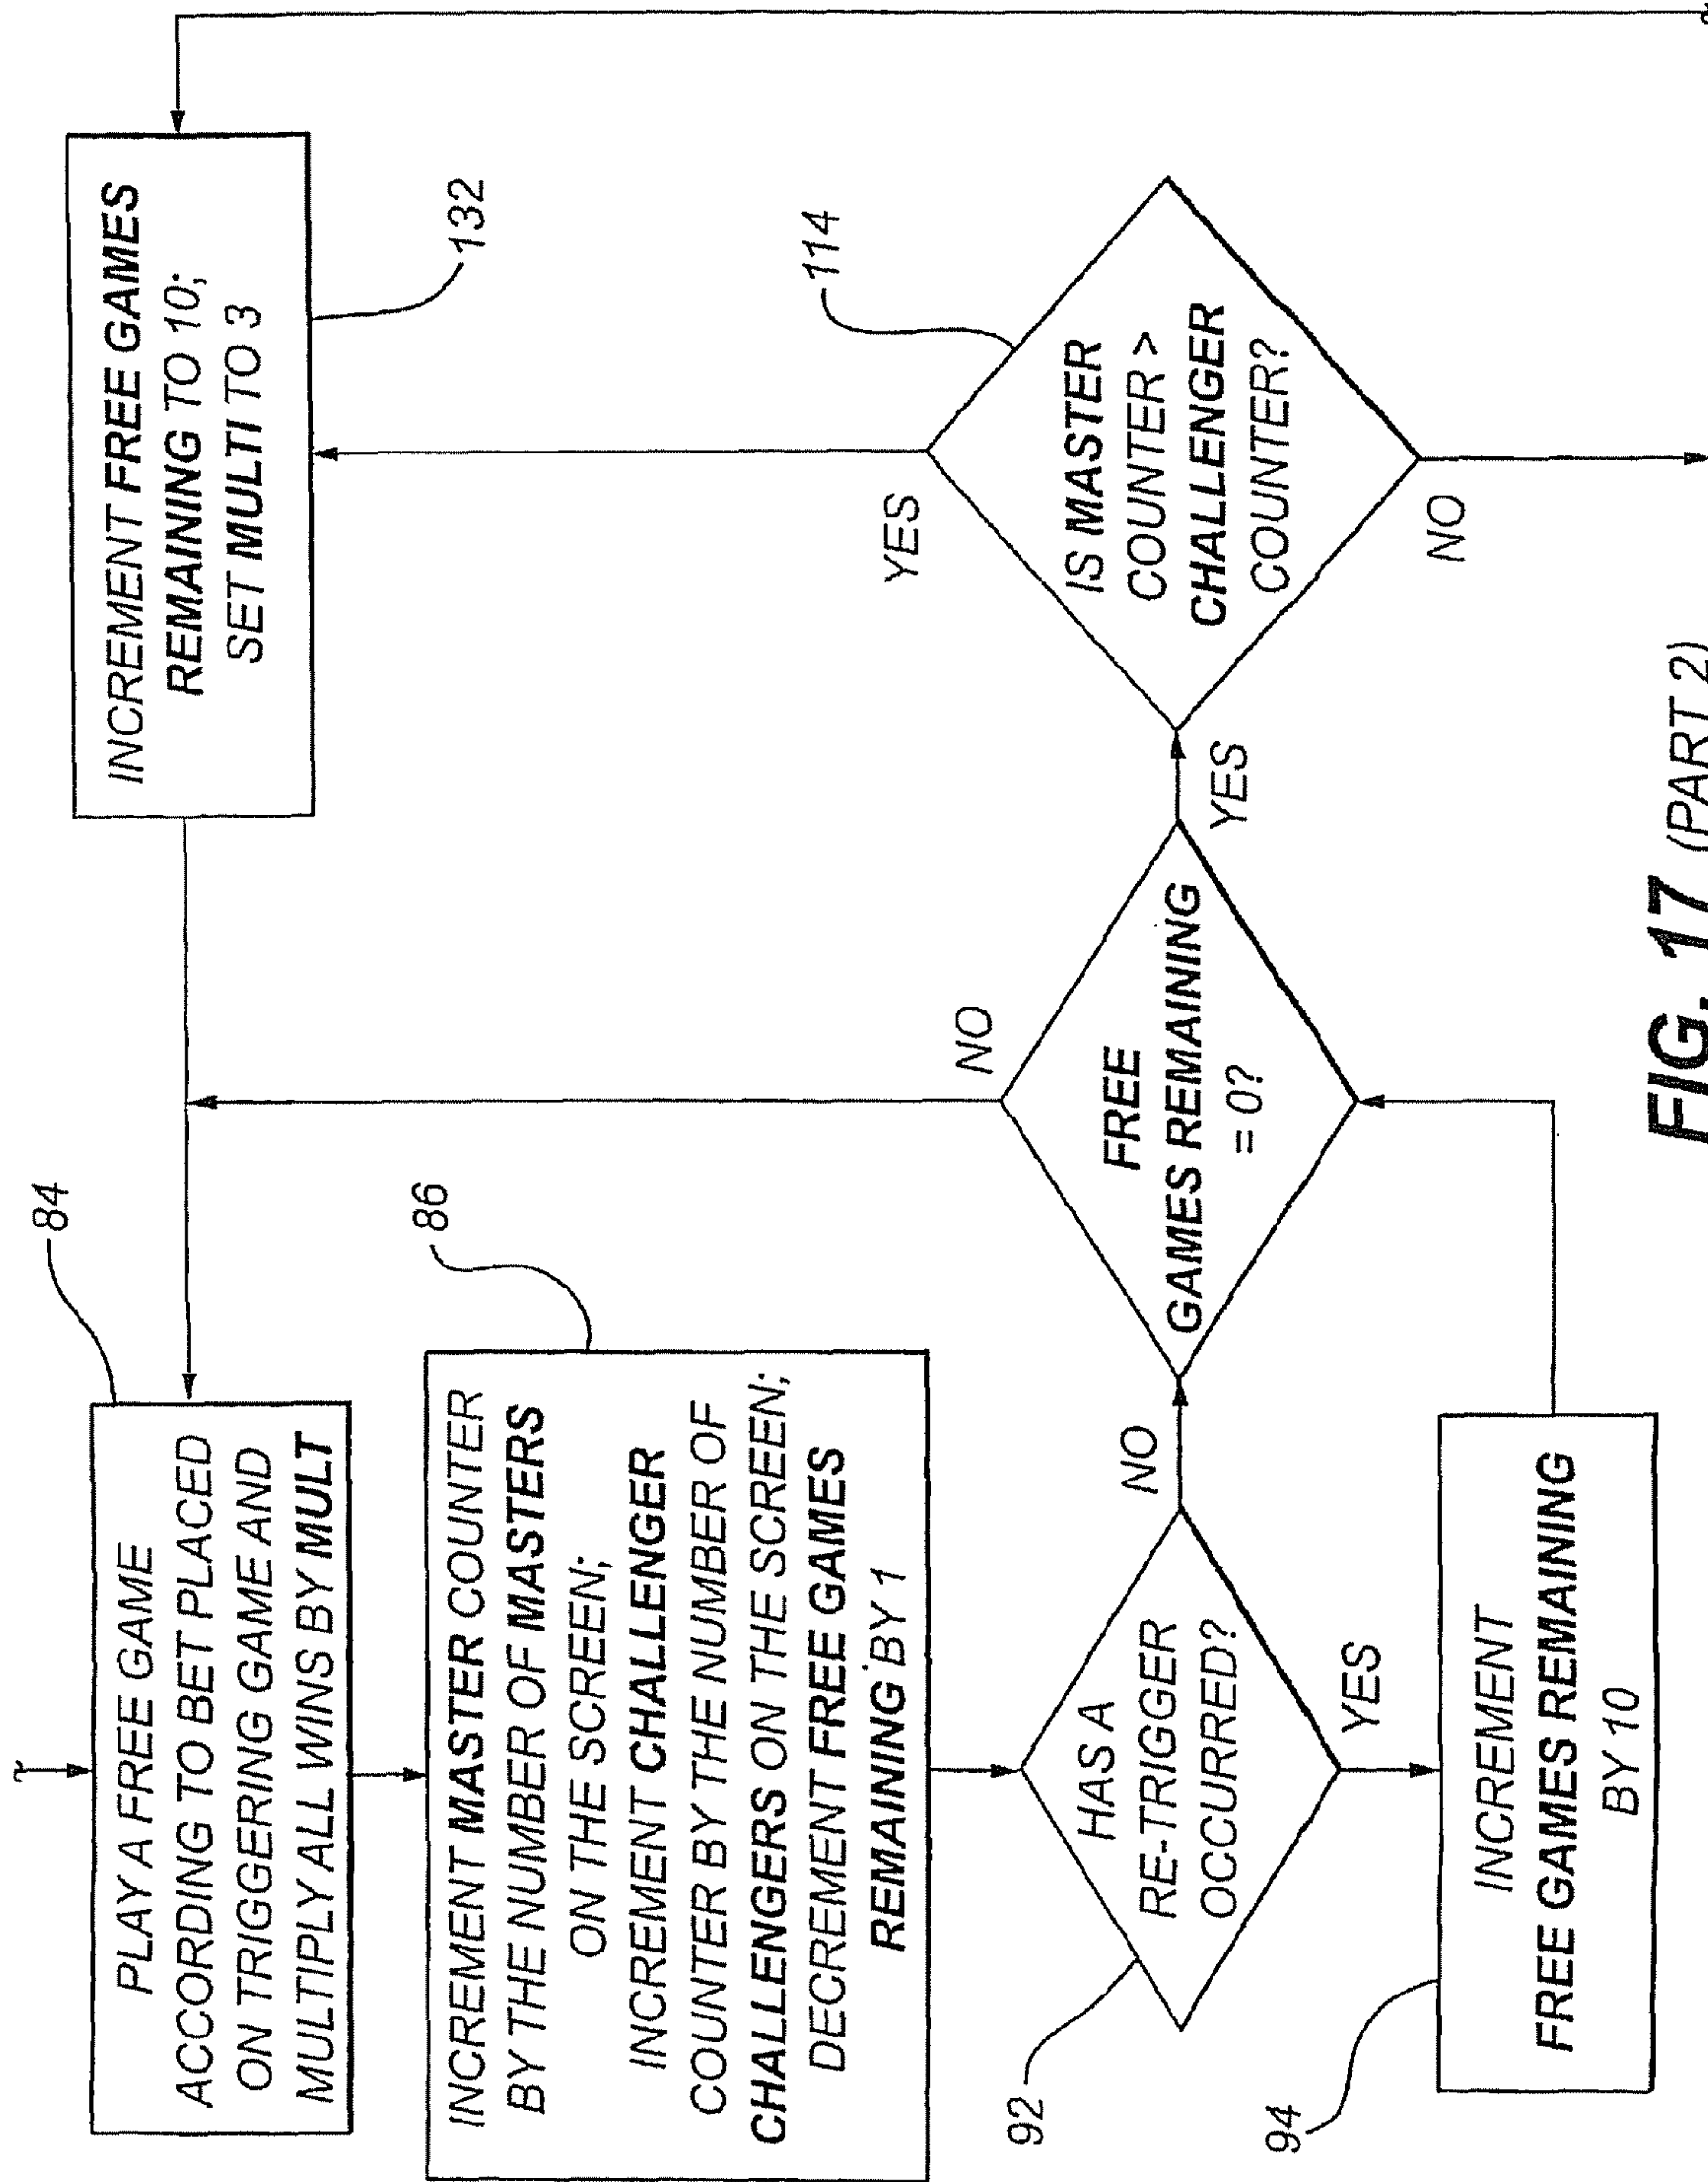 84
PLAY A FREE GAME
ACCORDING TO BET PLACED
ON TRIGGERING GAME AND
MULTIPLY ALL WINS BY MULT
86
INCREMENT MASTER COUNTER
BY THE NUMBER OF MASTERS
ON THE SCREEN;
INCREMENT CHALLENGER
COUNTER BY THE NUMBER OF
CHALLENGERS ON THE SCREEN;
DECREMENT FREE GAMES
REMAINING BY 1
92
HAS A
RE-TRIGGER
OCCURRED?
NO
YES
94
INCREMENT
FREE GAMES REMAINING
BY 10
FREE
GAMES REMAINING
= 0?
NO
YES
114
IS MASTER
COUNTER >
CHALLENGER
COUNTER?
YES
NO
INCREMENT FREE GAMES
REMAINING TO 10;
SET MULTI TO 3
132
FIG. 17 (PART 2)